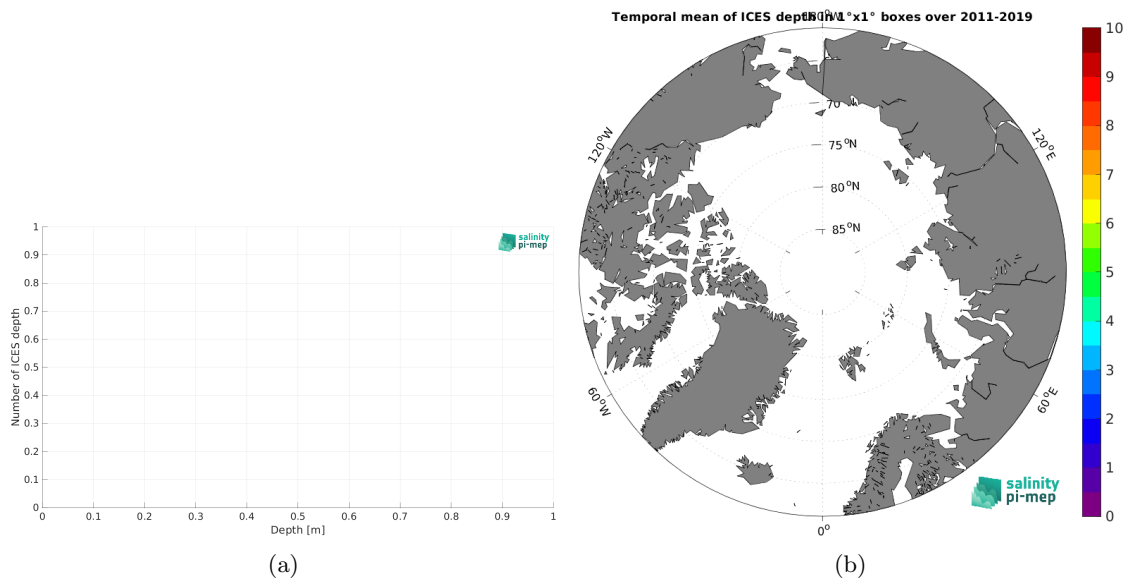 Temporal mean of ICES depth in 1°x1° boxes over 2011-2019
180°W
1
0.9
0.8
0.7
0.6
0.5
0.4
0.3
0.2
0.1
0
Number of ICES depth
0
0.1
0.2
0.3
0.4
0.5
0.6
0.7
0.8
0.9
1
Depth [m]
salinity
pi-mep
(a)
120°W
120°E
70°N
75°N
80°N
85°N
60°W
60°E
0°
salinity
pi-mep
10
9
8
7
6
5
4
3
2
1
0
(b)